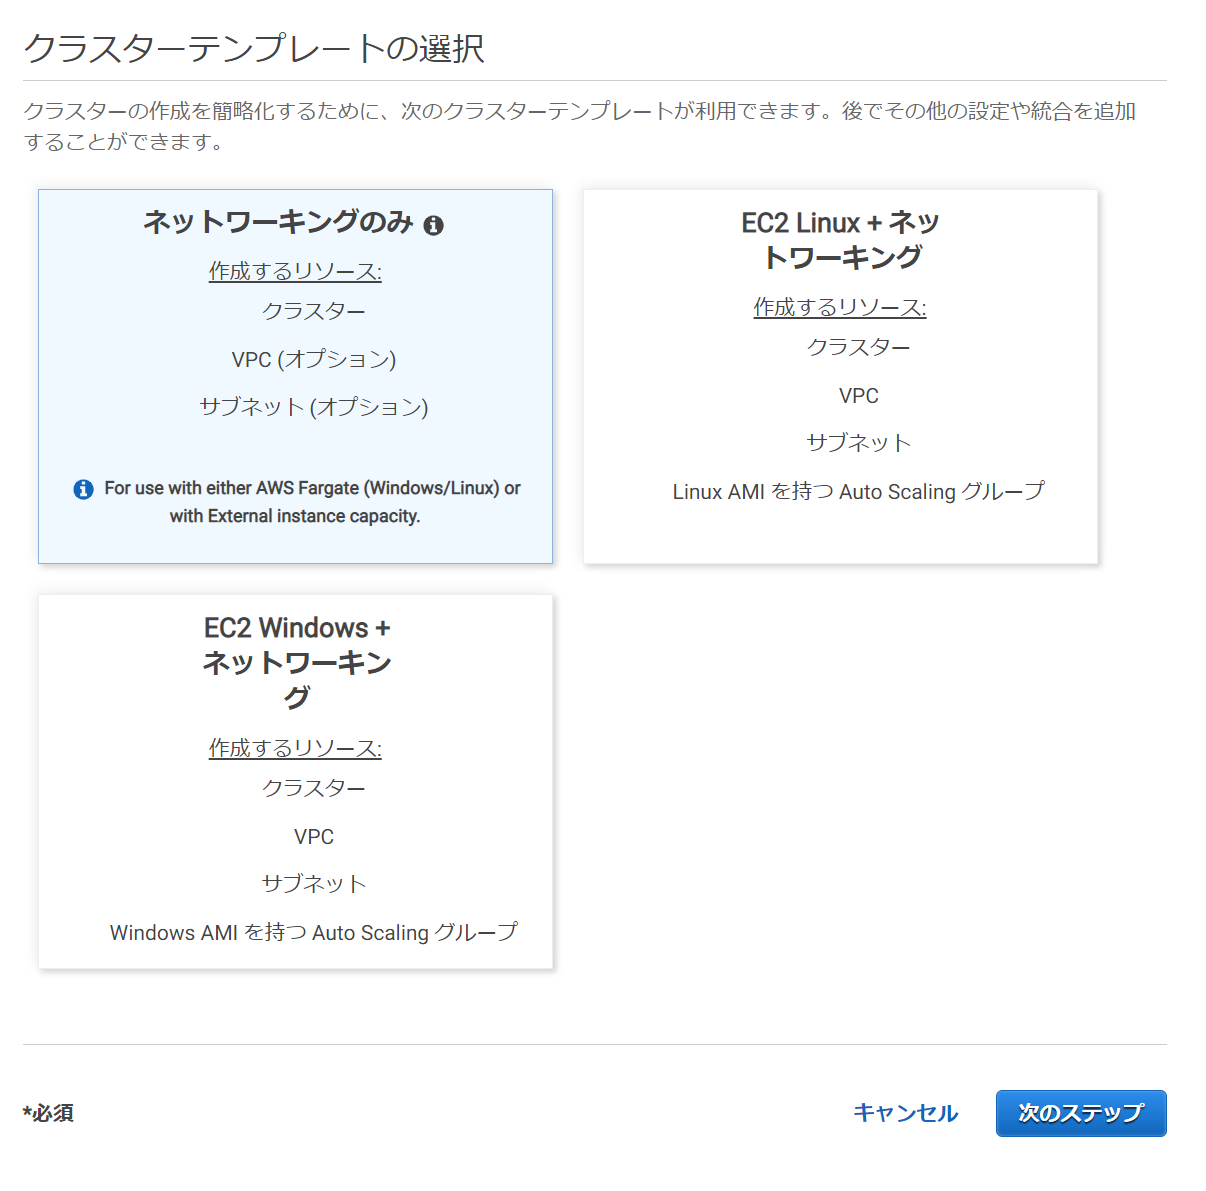 クラスターテンプレートの選択
クラスターの作成を簡略化するために、次のクラスターテンプレートが利用できます。後でその他の設定や統合を追加
することができます。
ネットワーキングのみ
作成するリソース:
クラスター
VPC (オプション)
サブネット (オプション)
For use with either AWS Fargate (Windows/Linux) or
with External instance capacity.
EC2 Linux + ネッ
トワーキング
作成するリソース:
クラスター
VPC
サブネット
Linux AMI を持つ Auto Scaling グループ
EC2 Windows +
ネットワーキン
グ
作成するリソース:
クラスター
VPC
サブネット
Windows AMI を持つ Auto Scaling グループ
*必須
キャンセル
次のステップ